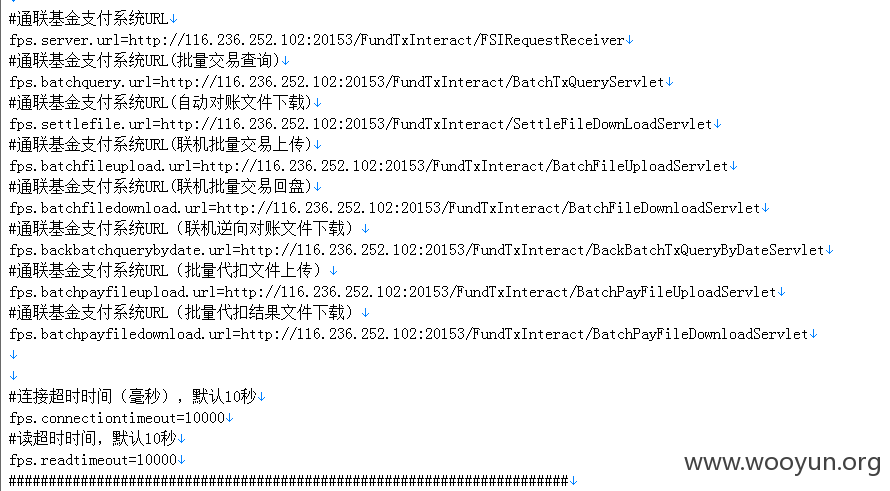 #通联基金支付系统URL↓
fps.server.url=http://116.236.252.102:20153/FundTxInteract/FSIRequestReceiver↓
#通联基金支付系统URL(批量交易查询)↓
fps.batchquery.url=http://116.236.252.102:20153/FundTxInteract/BatchTxQueryServlet↓
#通联基金支付系统URL(自动对账文件下载)↓
fps.settlefile.url=http://116.236.252.102:20153/FundTxInteract/SettleFileDownLoadServlet↓
#通联基金支付系统URL(联机批量交易上传)↓
fps.batchfileupload.url=http://116.236.252.102:20153/FundTxInteract/BatchFileUploadServlet↓
#通联基金支付系统URL(联机批量交易回盘)↓
fps.batchfiledownload.url=http://116.236.252.102:20153/FundTxInteract/BatchFileDownloadServlet↓
#通联基金支付系统URL（联机逆向对账文件下载）↓
fps.backbatchquerybydate.url=http://116.236.252.102:20153/FundTxInteract/BackBatchTxQueryByDateServlet↓
#通联基金支付系统URL（批量代扣文件上传）↓
fps.batchpayfileupload.url=http://116.236.252.102:20153/FundTxInteract/BatchPayFileUploadServlet↓
#通联基金支付系统URL（批量代扣结果文件下载）↓
fps.batchpayfiledownload.url=http://116.236.252.102:20153/FundTxInteract/BatchPayFileDownloadServlet↓
↓
↓
#连接超时时间（毫秒），默认10秒↓
fps.connectiontimeout=10000↓
#读超时时间，默认10秒↓
fps.readtimeout=10000↓
######################################################################↓
www.wooyun.org